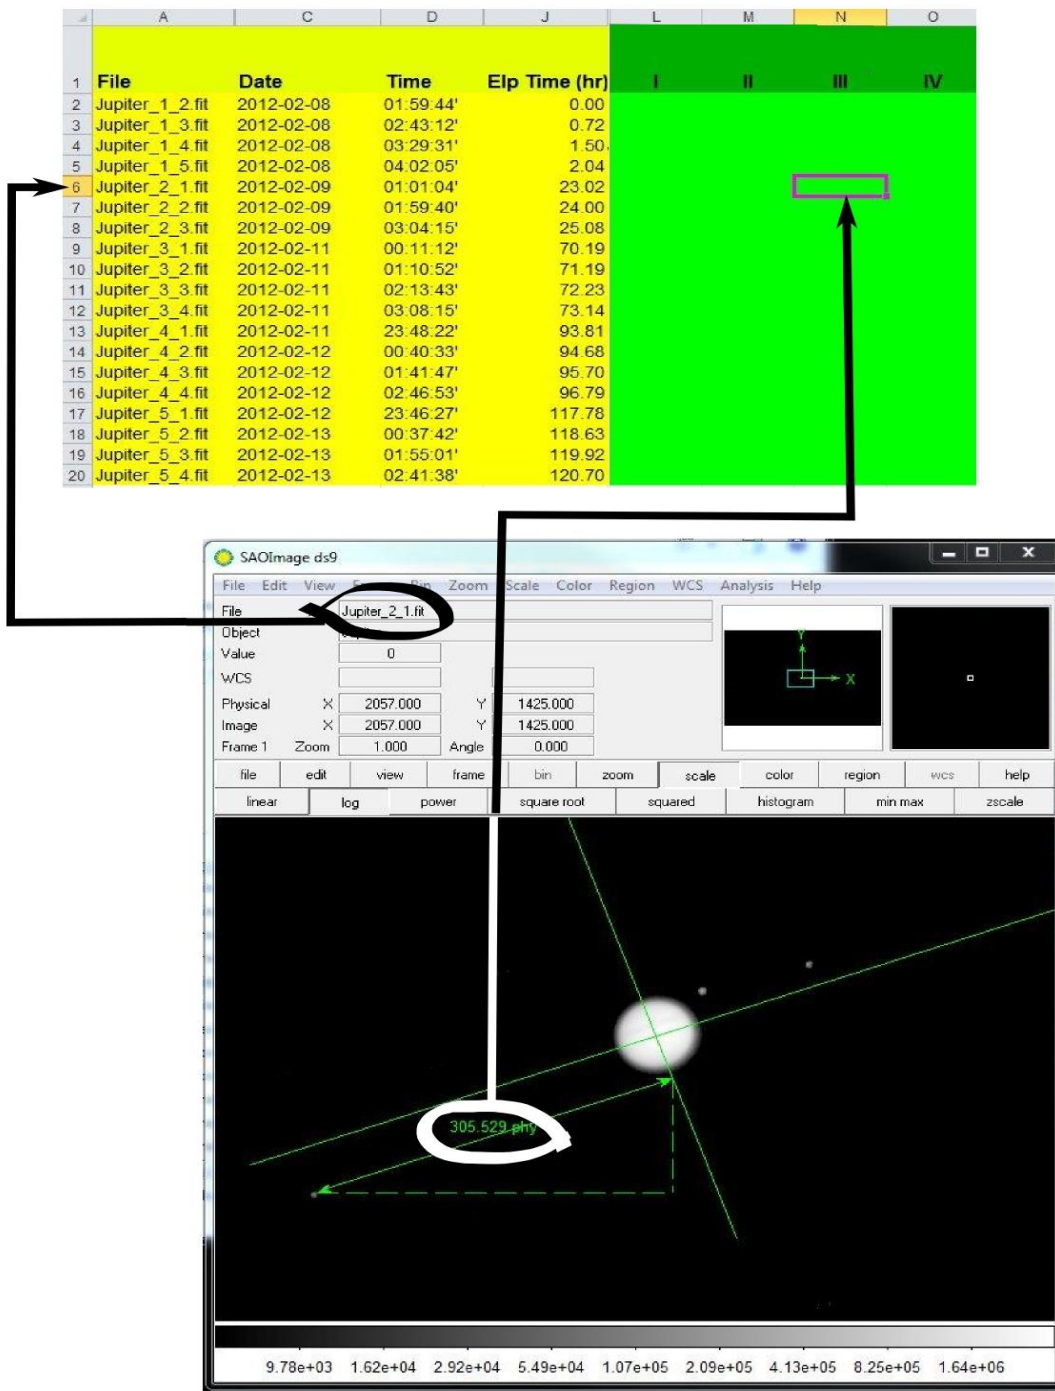 A C D J L M N O
1 File Date Time Elp Time (hr) I II III IV
2 Jupiter_1_2.fit 2012-02-08 01:59:44' 0.00
3 Jupiter_1_3.fit 2012-02-08 02:43:12' 0.72
4 Jupiter_1_4.fit 2012-02-08 03:29:31' 1.50
5 Jupiter_1_5.fit 2012-02-08 04:02:05' 2.04
6 Jupiter_2_1.fit 2012-02-09 01:01:04' 23.02
7 Jupiter_2_2.fit 2012-02-09 01:59:40' 24.00
8 Jupiter_2_3.fit 2012-02-09 03:04:15' 25.08
9 Jupiter_3_1.fit 2012-02-11 00:11:12' 70.19
10 Jupiter_3_2.fit 2012-02-11 01:10:52' 71.19
11 Jupiter_3_3.fit 2012-02-11 02:13:43' 72.23
12 Jupiter_3_4.fit 2012-02-11 03:08:15' 73.14
13 Jupiter_4_1.fit 2012-02-11 23:48:22' 93.81
14 Jupiter_4_2.fit 2012-02-12 00:40:33' 94.68
15 Jupiter_4_3.fit 2012-02-12 01:41:47' 95.70
16 Jupiter_4_4.fit 2012-02-12 02:46:53' 96.79
17 Jupiter_5_1.fit 2012-02-12 23:46:27' 117.78
18 Jupiter_5_2.fit 2012-02-13 00:37:42' 118.63
19 Jupiter_5_3.fit 2012-02-13 01:55:01' 119.92
20 Jupiter_5_4.fit 2012-02-13 02:41:38' 120.70
SAOImage ds9
File Edit View Zoom Scale Color Region WCS Analysis Help
File Jupiter_2_1.fit
Object
Value 0
WCS
Physical X 2057.000 Y 1425.000
Image X 2057.000 Y 1425.000
Frame 1 Zoom 1.000 Angle 0.000
Y
X
file edit view frame bin zoom scale color region wcs help
linear log power square root squared histogram min max zscale
305.529 phy
9.78e+03 1.62e+04 2.92e+04 5.49e+04 1.07e+05 2.09e+05 4.13e+05 8.25e+05 1.64e+06